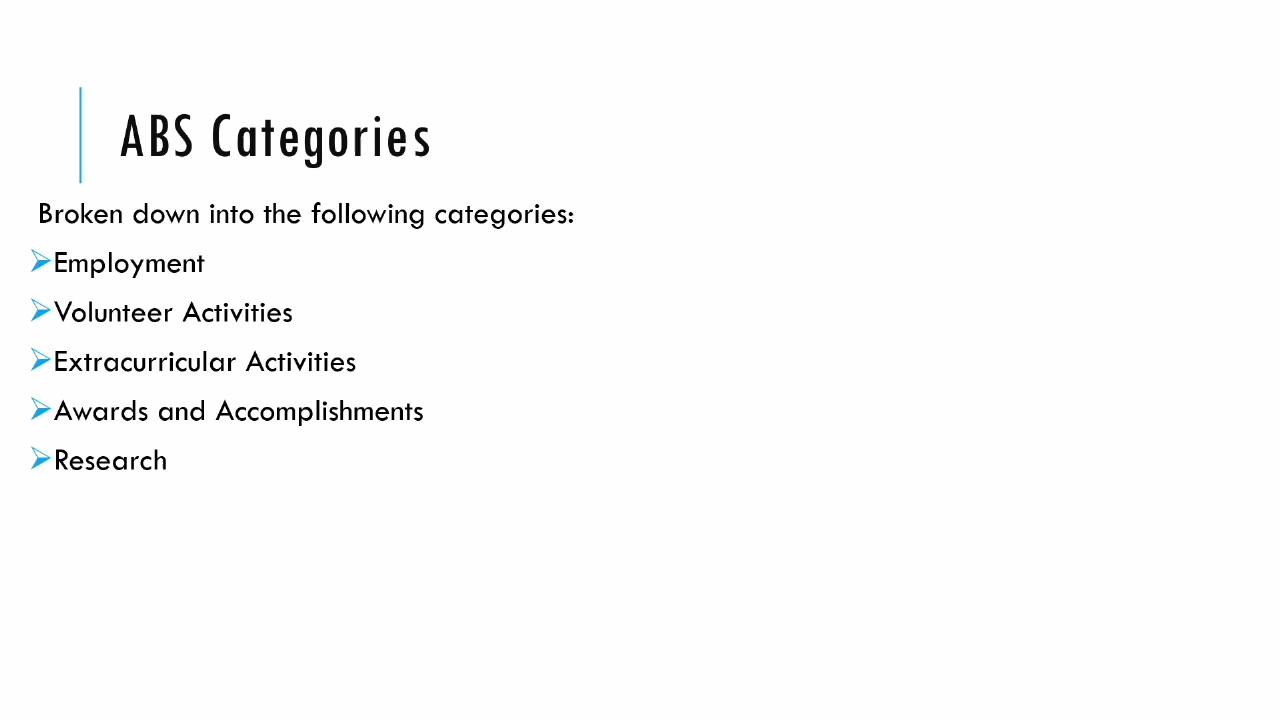 ABS Categories
Broken down into the following categories:
Employment
Volunteer Activities
Extracurricular Activities
Awards and Accomplishments
Research